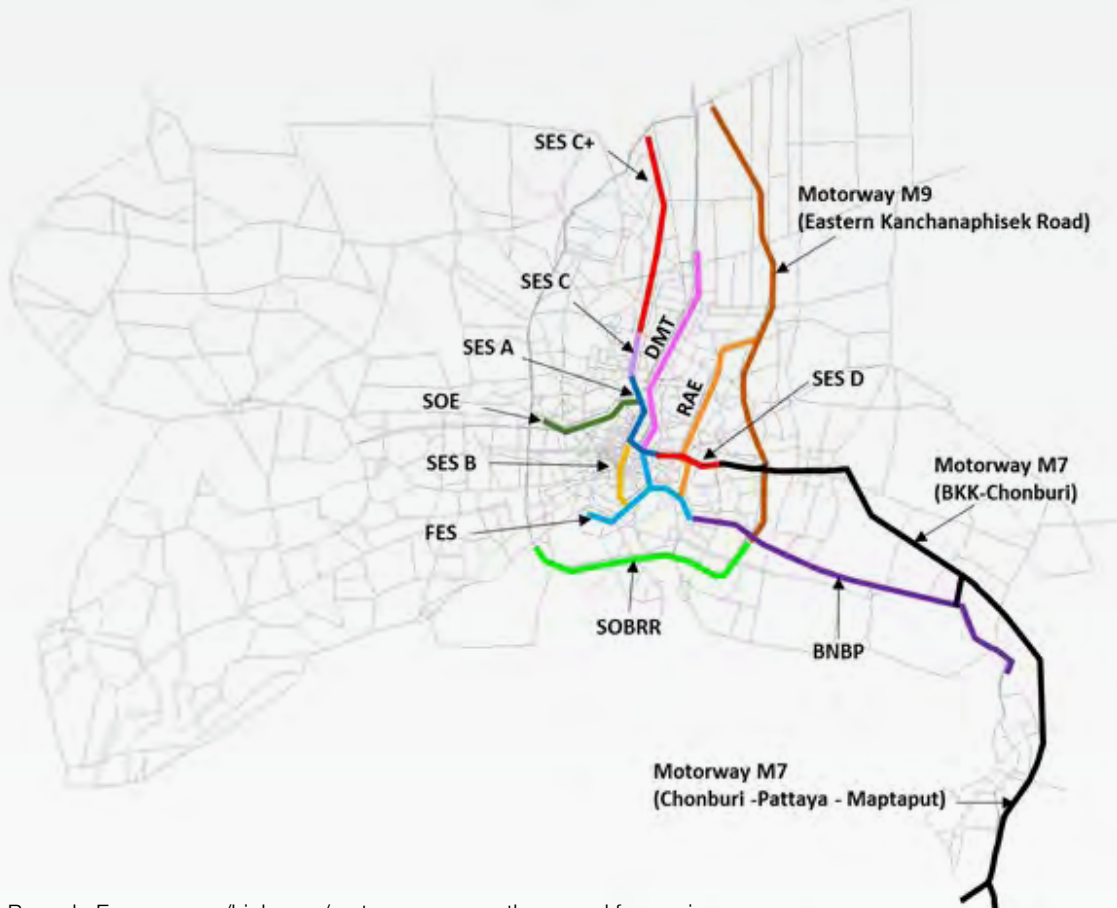 SES C+
Motorway M9
(Eastern Kanchanaphisek Road)
SES C
DMT
SES A
SES D
RAE
SOE
SES B
Motorway M7
(BKK-Chonburi)
FES
SOBRR
BNBP
Motorway M7
(Chonburi -Pattaya - Maptaput)